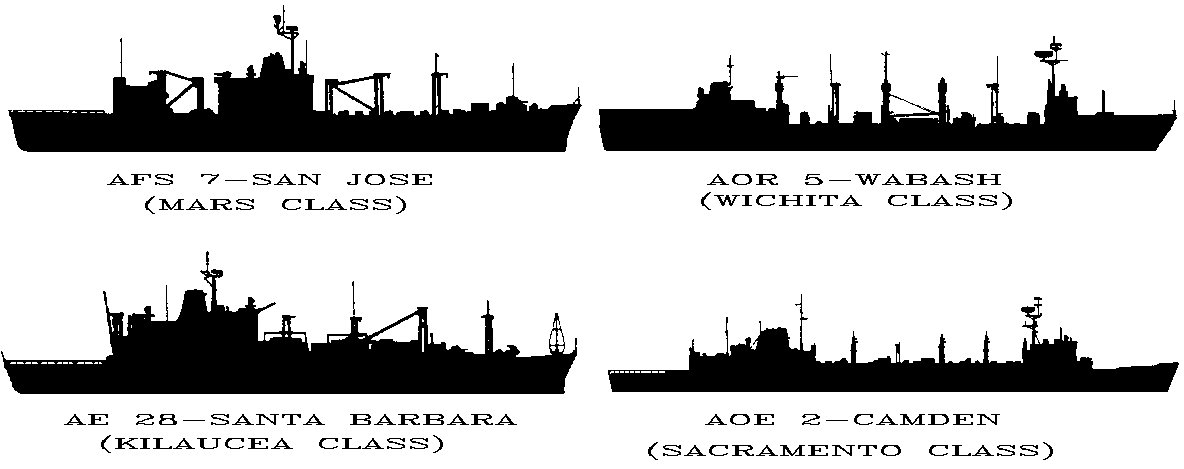 AFS 7-SAN JOSE
(MARS CLASS)
AOR 5-WABASH
(WICHITA CLASS)
AE 28-SANTA BARBARA
(KILAUCEA CLASS)
AOE 2-CAMDEN
(SACRAMENTO CLASS)